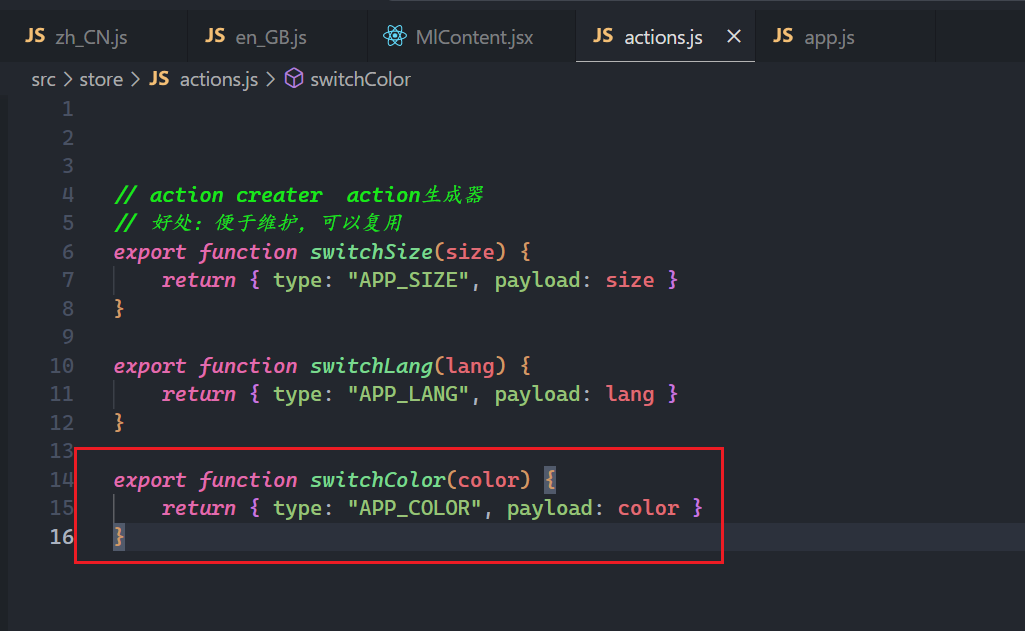 JS zh_CN.js JS en_GB.js MlContent.jsx JS actions.js × JS app.js
src > store > JS actions.js > switchColor
1
2
3
4 // action creater  action生成器
5 // 好处：便于维护，可以复用
6 export function switchSize(size) {
7     return { type: "APP_SIZE", payload: size }
8 }
9
10 export function switchLang(lang) {
11     return { type: "APP_LANG", payload: lang }
12 }
13
14 export function switchColor(color) {
15     return { type: "APP_COLOR", payload: color }
16 }